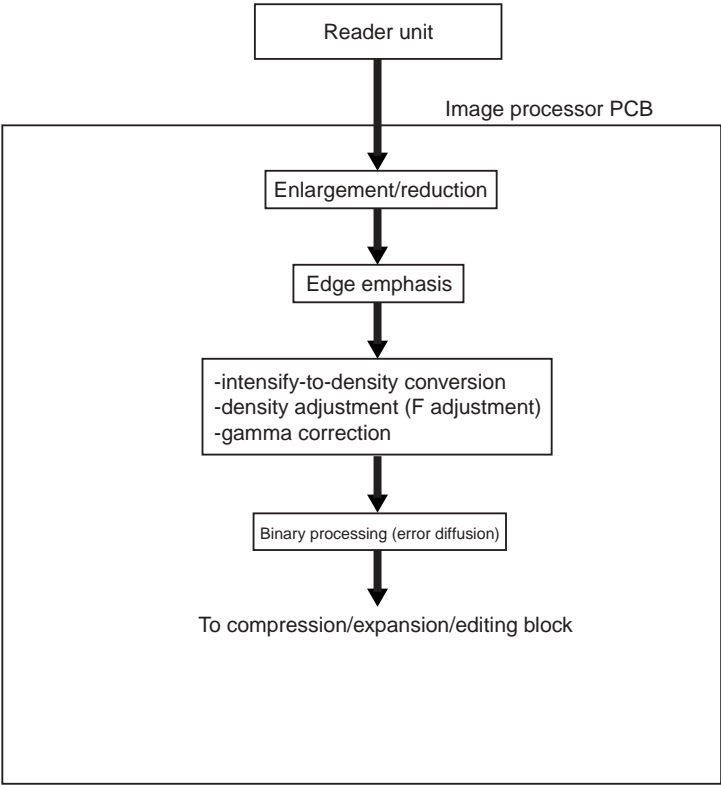 Reader unit
Image processor PCB
Enlargement/reduction
Edge emphasis
-intensify-to-density conversion
-density adjustment (F adjustment)
-gamma correction
Binary processing (error diffusion)
To compression/expansion/editing block